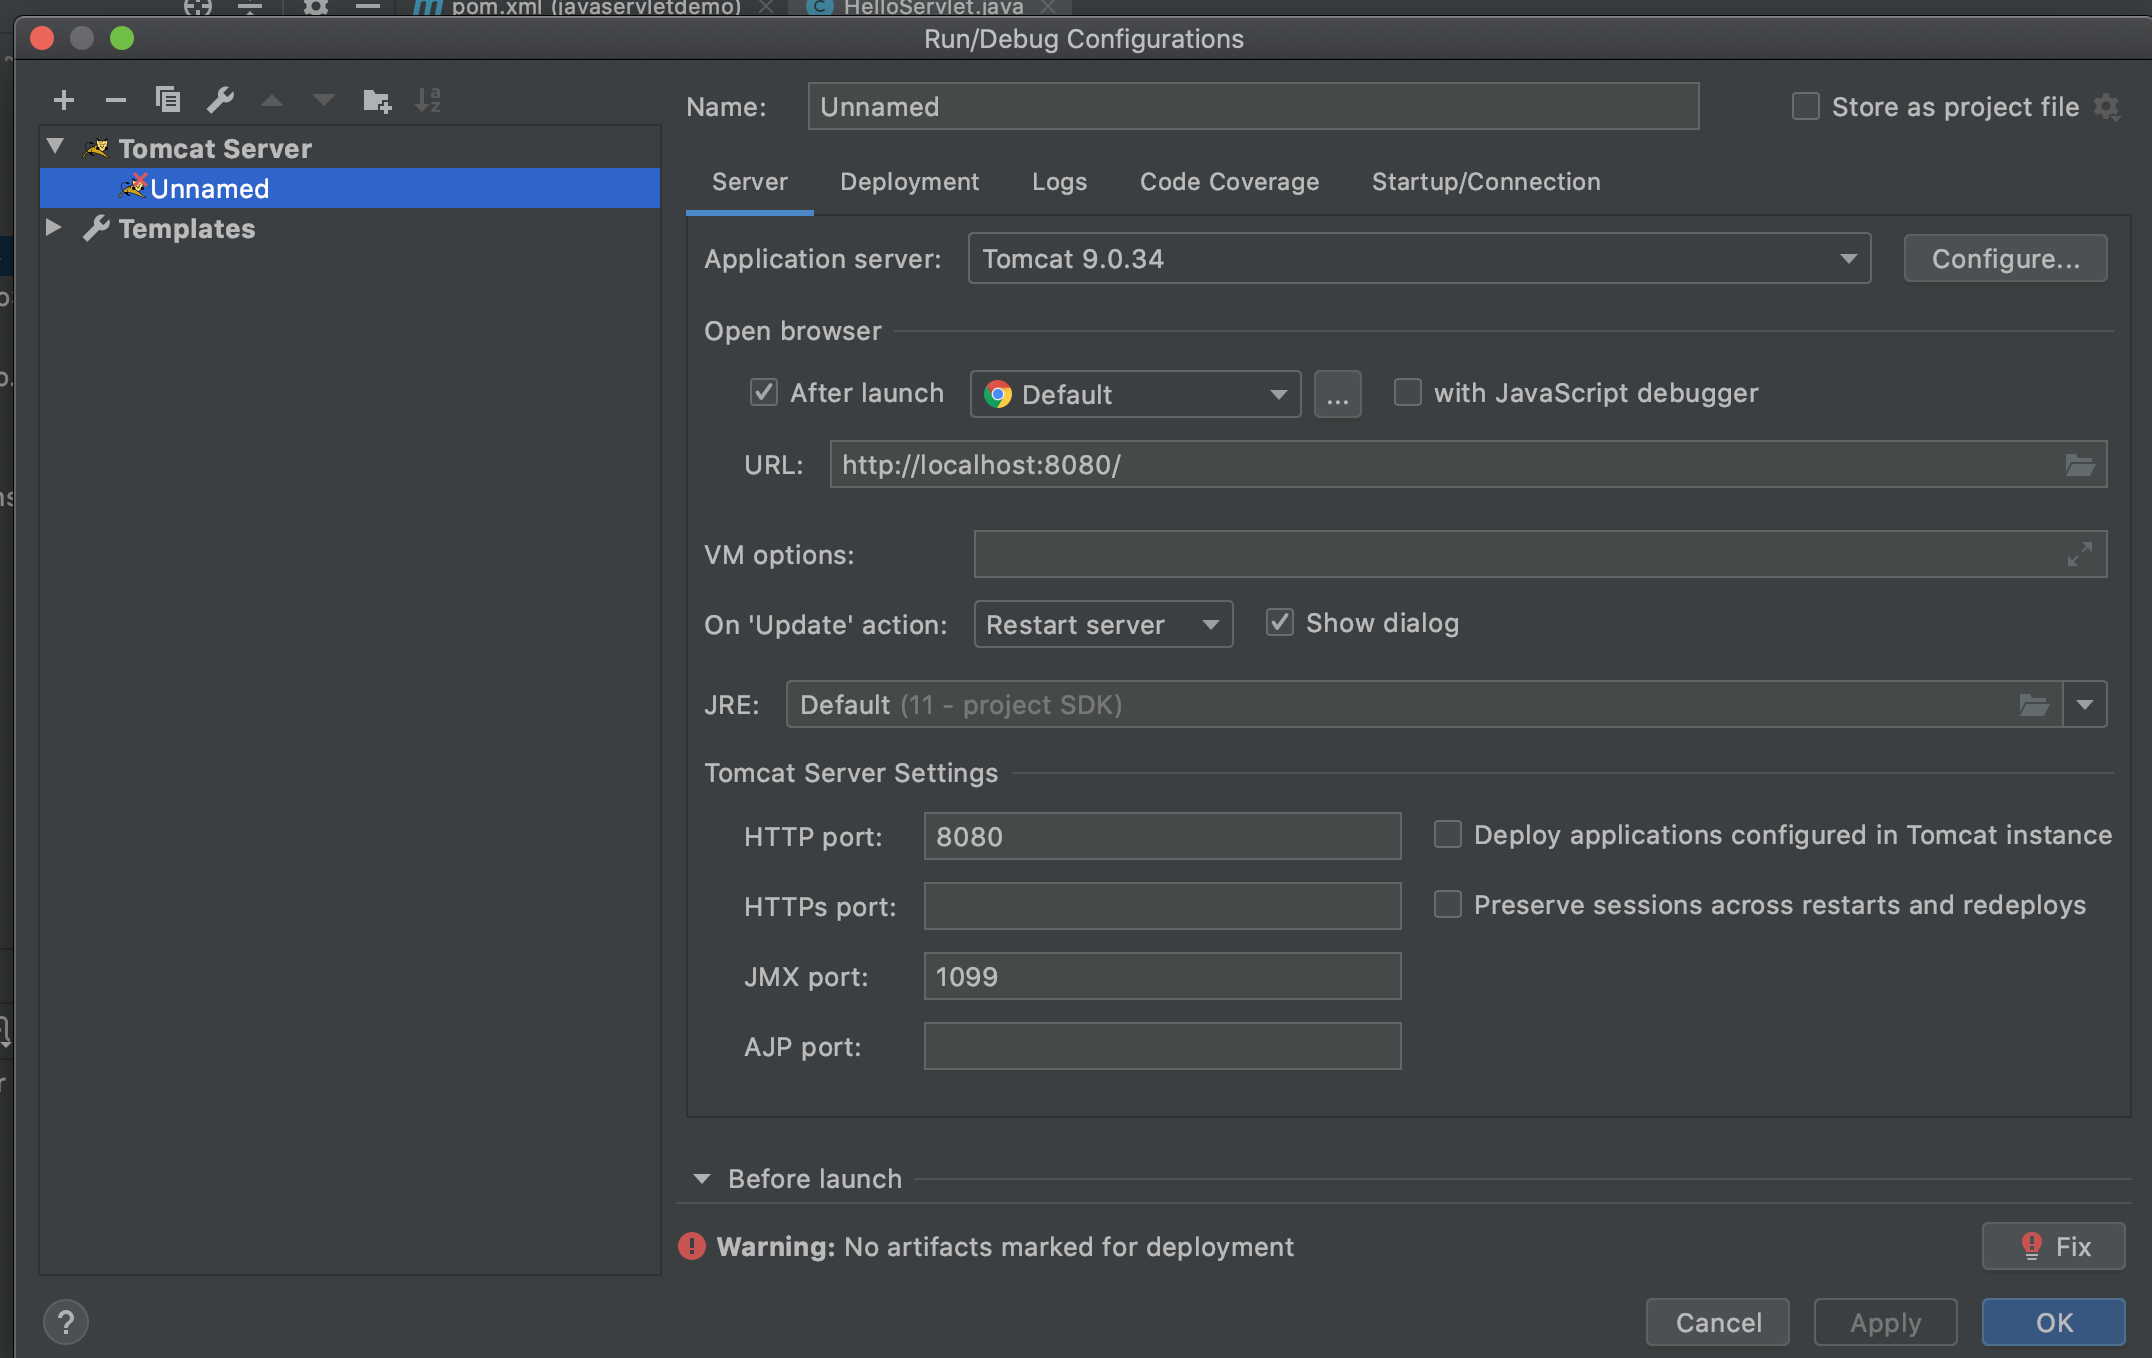 pom.xml (javaservletdemo)
HelloServlet.java
Run/Debug Configurations
Tomcat Server
Unnamed
Templates
Name: Unnamed
Store as project file
Server Deployment Logs Code Coverage Startup/Connection
Application server: Tomcat 9.0.34 Configure...
Open browser
After launch Default ... with JavaScript debugger
URL: http://localhost:8080/
VM options:
On 'Update' action: Restart server Show dialog
JRE: Default (11 - project SDK)
Tomcat Server Settings
HTTP port: 8080 Deploy applications configured in Tomcat instance
HTTPs port: Preserve sessions across restarts and redeploys
JMX port: 1099
AJP port:
Before launch
Warning: No artifacts marked for deployment Fix
? Cancel Apply OK